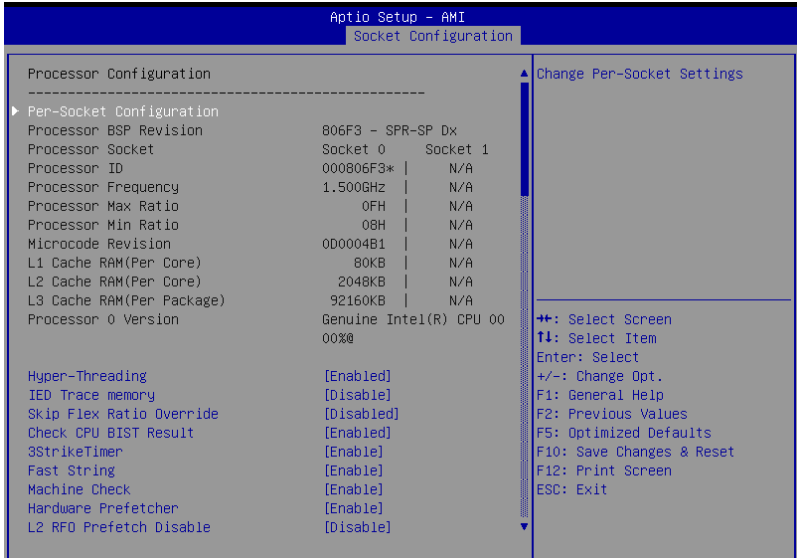 Aptio Setup - AMI
Socket Configuration
Processor Configuration
--------------------------------------------------
Per-Socket Configuration
Processor BSP Revision 806F3 - SPR-SP Dx
Processor Socket Socket 0 Socket 1
Processor ID 000806F3* | N/A
Processor Frequency 1.500GHz | N/A
Processor Max Ratio 0FH | N/A
Processor Min Ratio 08H | N/A
Microcode Revision 0D0004B1 | N/A
L1 Cache RAM(Per Core) 80KB | N/A
L2 Cache RAM(Per Core) 2048KB | N/A
L3 Cache RAM(Per Package) 92160KB | N/A
Processor 0 Version Genuine Intel(R) CPU 00
00%@
Hyper-Threading [Enabled]
IED Trace memory [Disable]
Skip Flex Ratio Override [Disabled]
Check CPU BIST Result [Enabled]
3StrikeTimer [Enable]
Fast String [Enable]
Machine Check [Enable]
Hardware Prefetcher [Enable]
L2 RFO Prefetch Disable [Disable]
Change Per-Socket Settings
→←: Select Screen
↑↓: Select Item
Enter: Select
+/-: Change Opt.
F1: General Help
F2: Previous Values
F5: Optimized Defaults
F10: Save Changes & Reset
F12: Print Screen
ESC: Exit